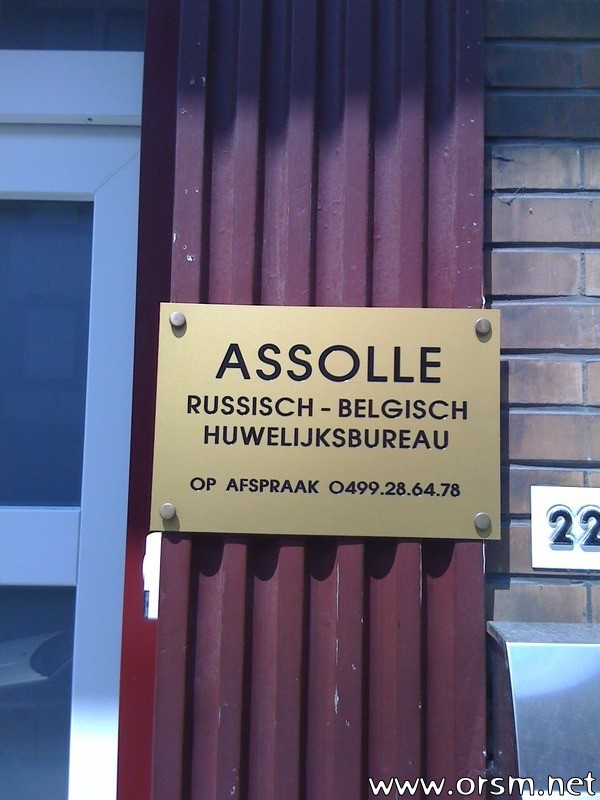 ASSOLLE
RUSSISCH - BELGISCH
HUWELIJKSBUREAU
OP AFSPRAAK 0499.28.64.78
22
www.orsm.net